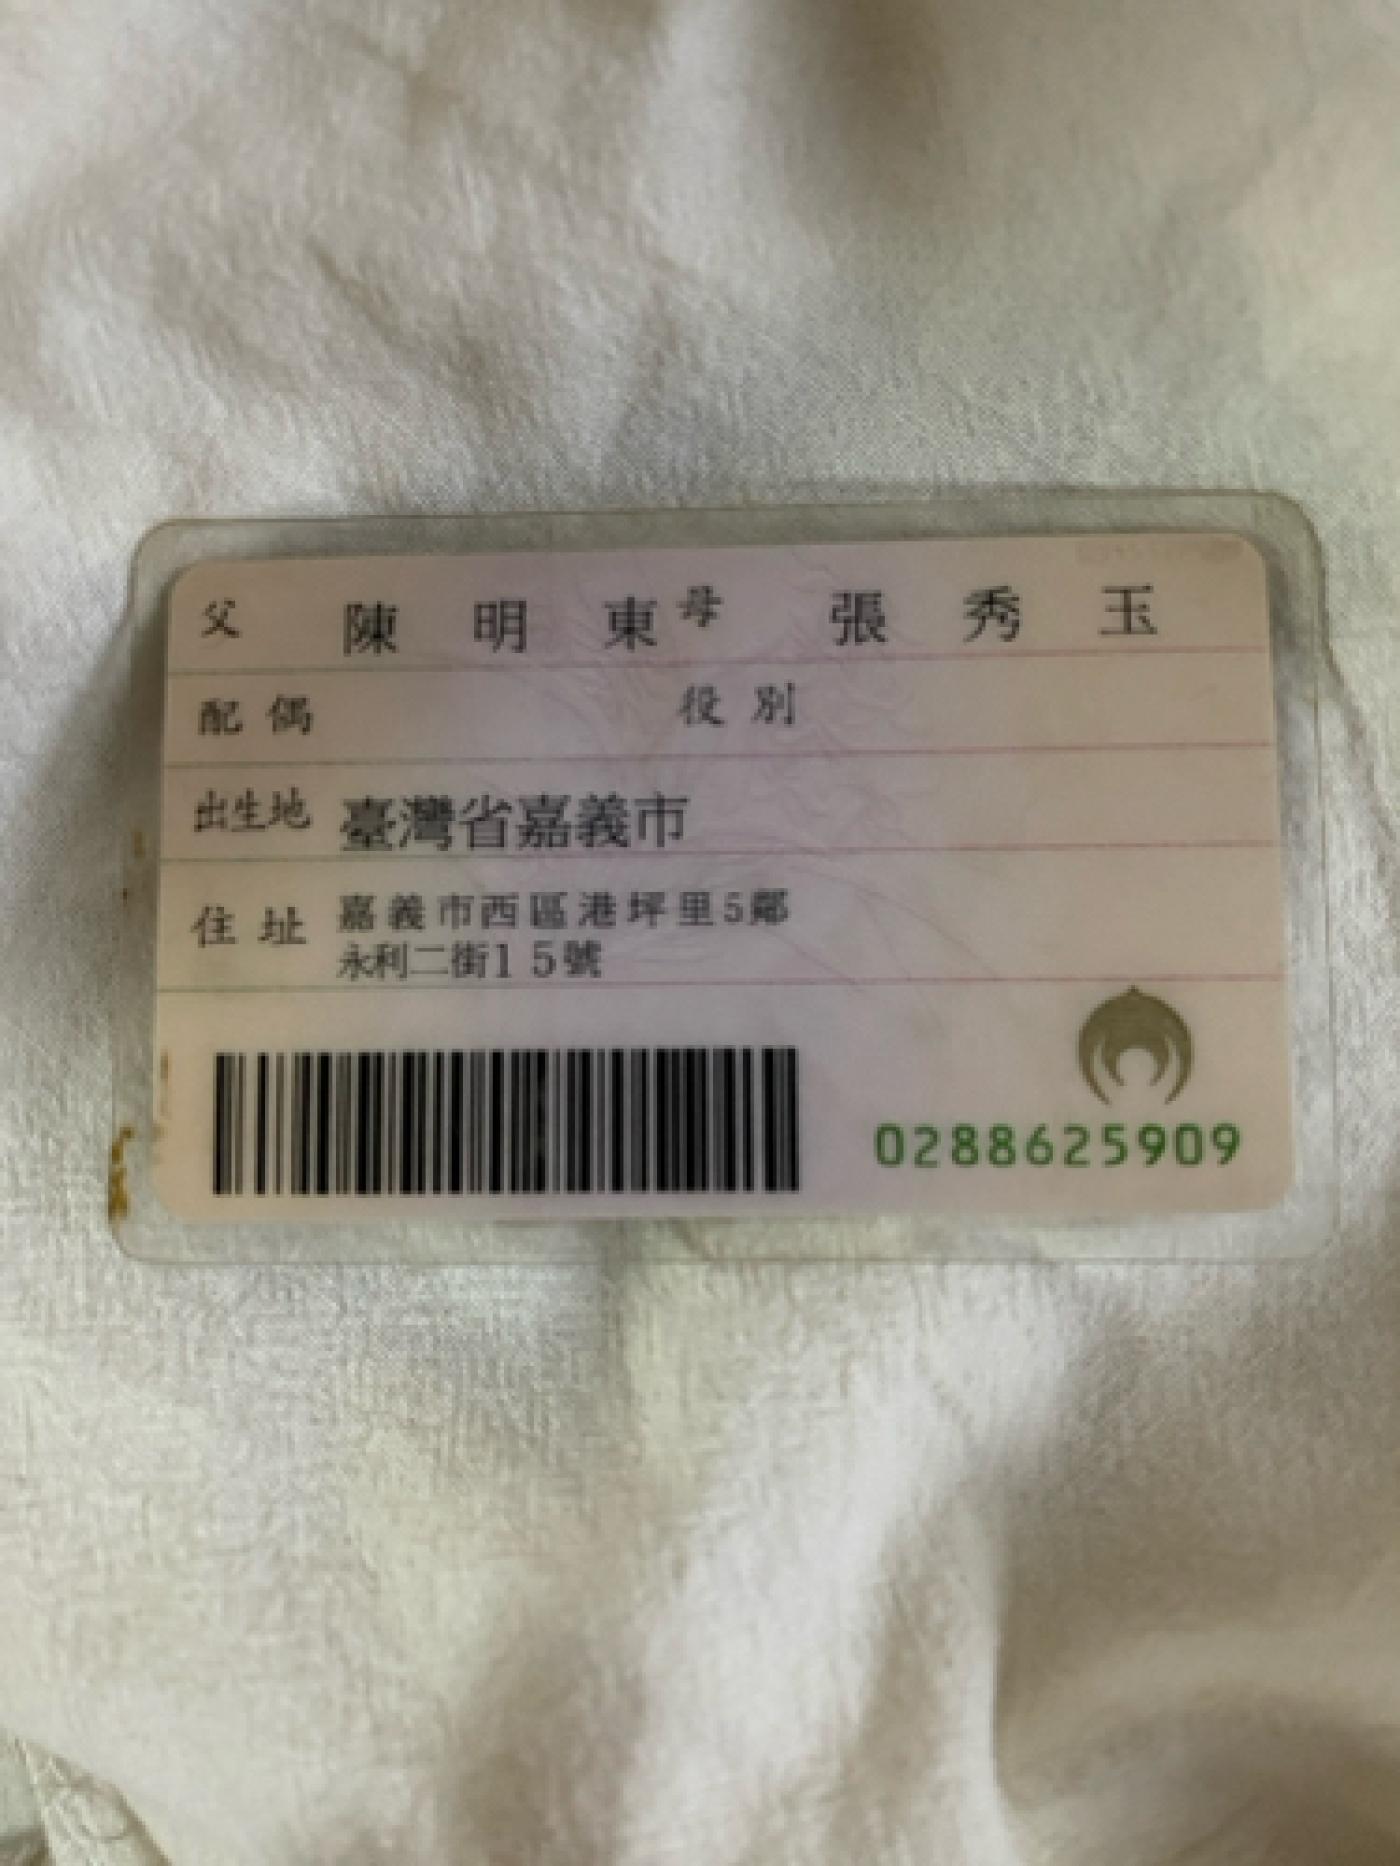 父 陳明東 母 張秀玉
配偶 役別
出生地 臺灣省嘉義市
住址 嘉義市西區港坪里5鄰
永利二街15號
0288625909